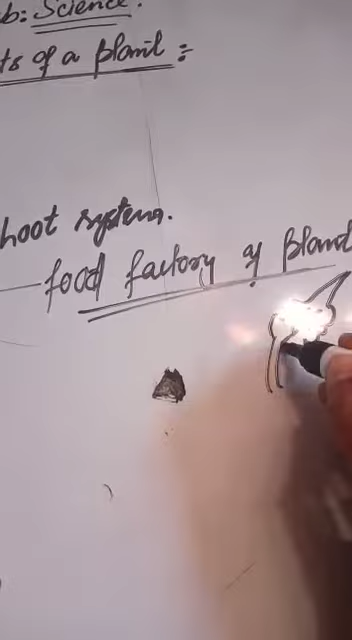 b: Science.
ts of a plant :-
hoot system.
food factory of plant